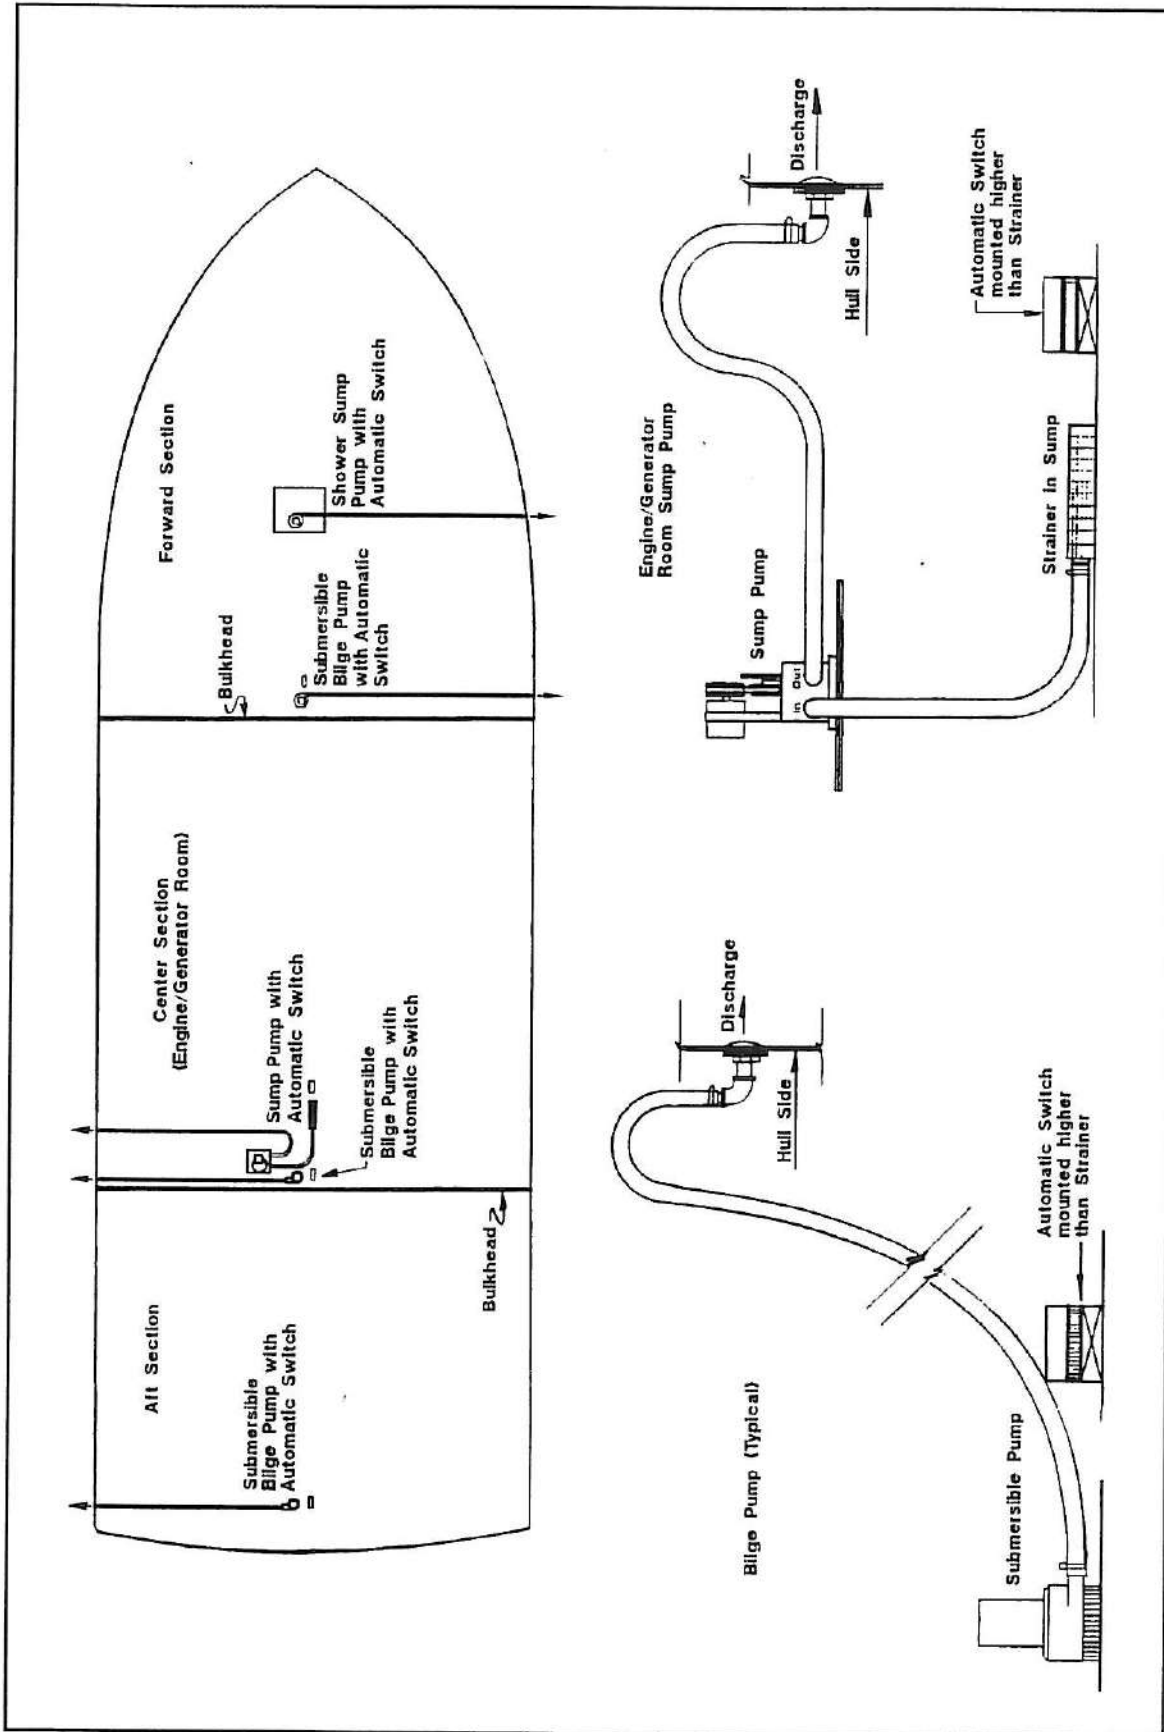 Aft Section
Submersible
Bilge Pump with
Automatic Switch
Bulkhead
Center Section
(Engine/Generator Room)
Sump Pump with
Automatic Switch
Submersible
Bilge Pump with
Automatic Switch
Forward Section
Bulkhead
Submersible
Bilge Pump
with Automatic
Switch
Shower Sump
Pump with
Automatic Switch
Bilge Pump (Typical)
Submersible Pump
Discharge
Hull Side
Automatic Switch
mounted higher
than Strainer
Engine/Generator
Room Sump Pump
Sump Pump
In
Out
Discharge
Hull Side
Strainer in Sump
Automatic Switch
mounted higher
than Strainer